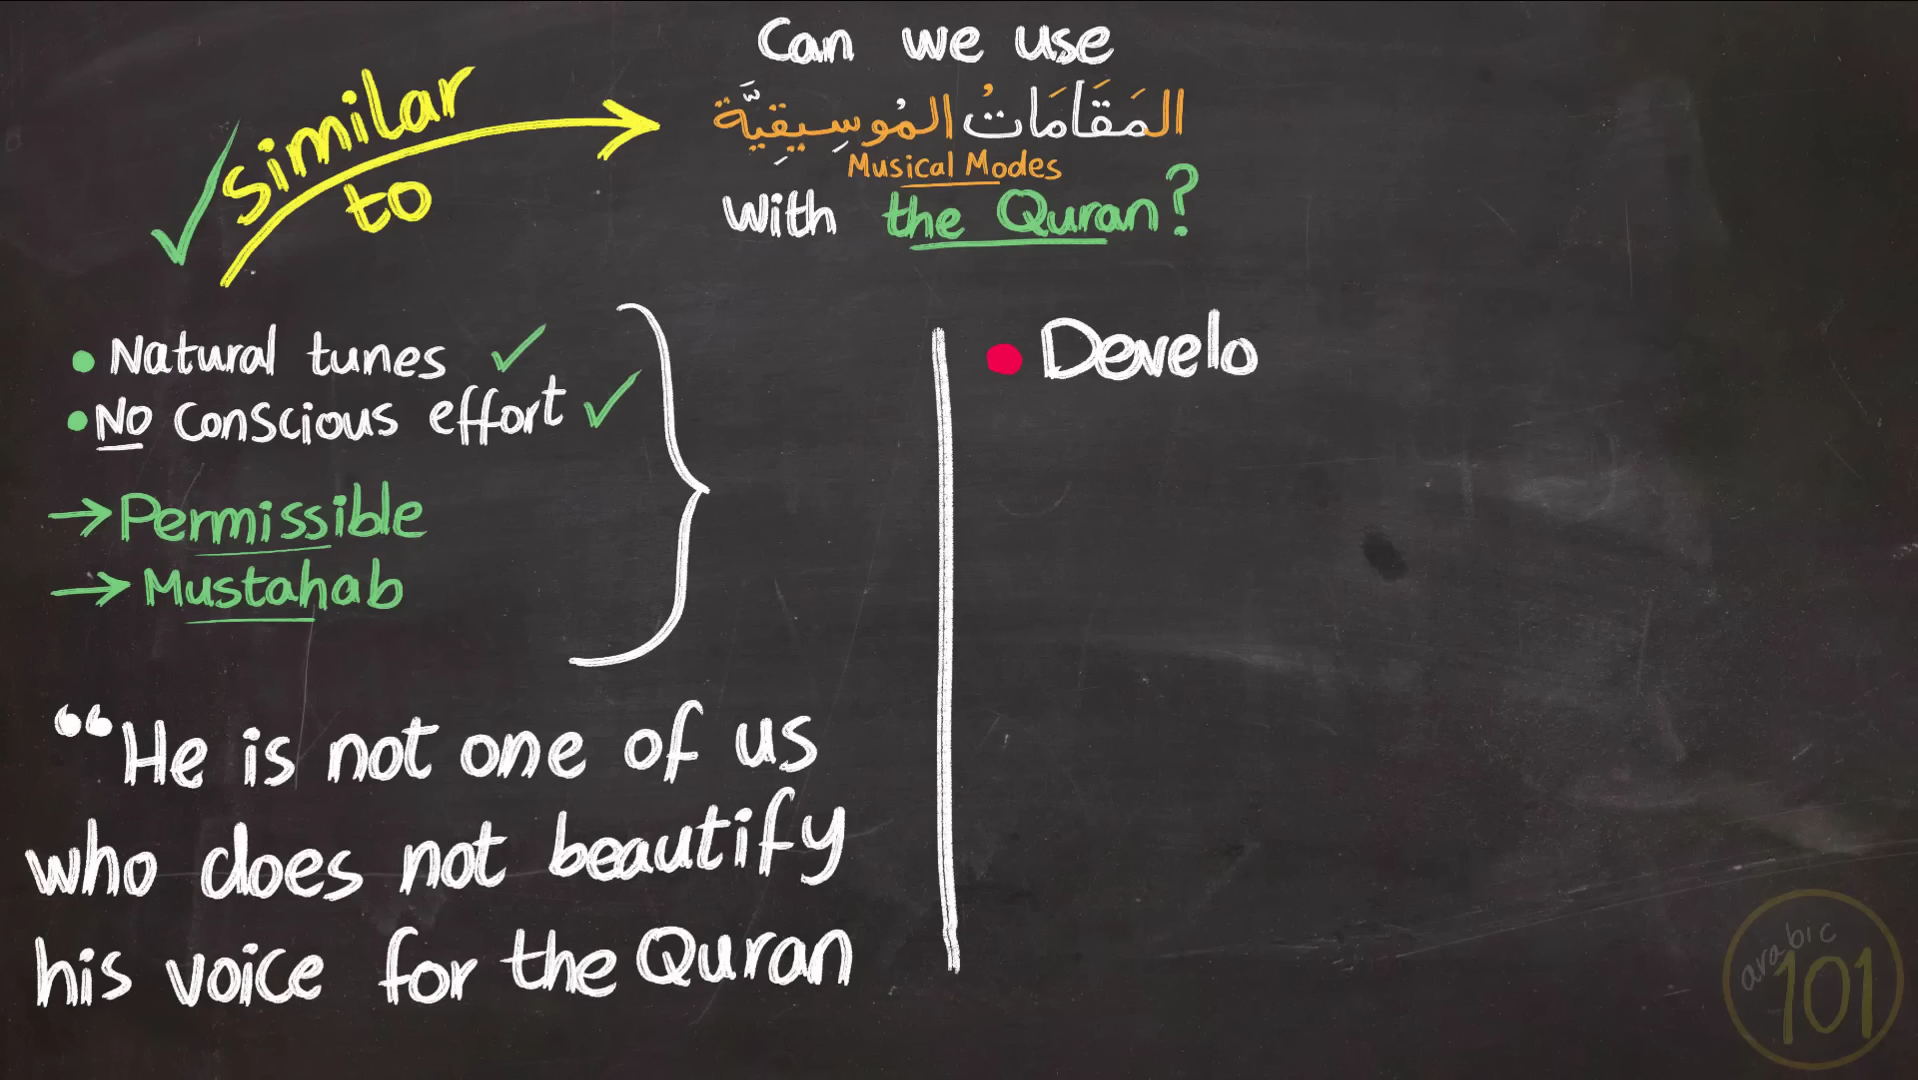 Can we use
المَقَامَاتُ المُوسِيقِيَّة
Musical Modes
with the Quran?
Similar
to
• Natural tunes ✓
• NO conscious effort ✓
→ Permissible
→ Mustahab
“He is not one of us
who does not beautify
his voice for the Quran
• Develo
arabic
101